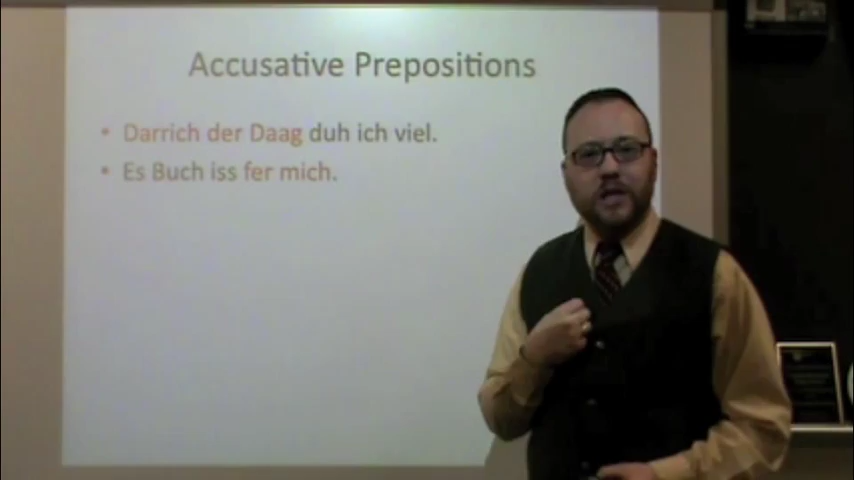 Accusative Prepositions
• Darrich der Daag duh ich viel.
• Es Buch iss fer mich.